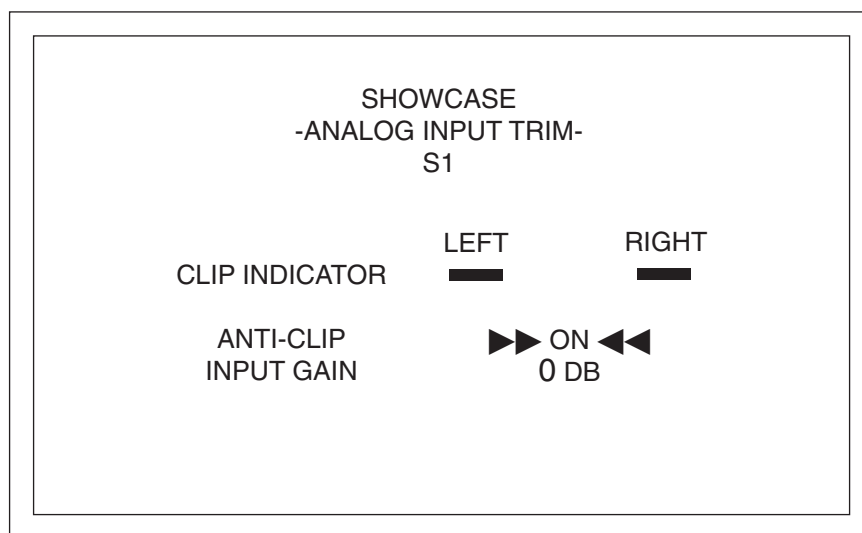 SHOWCASE
-ANALOG INPUT TRIM-
S1
LEFT RIGHT
CLIP INDICATOR
ANTI-CLIP ▶▶ ON ◀◀
INPUT GAIN 0 DB